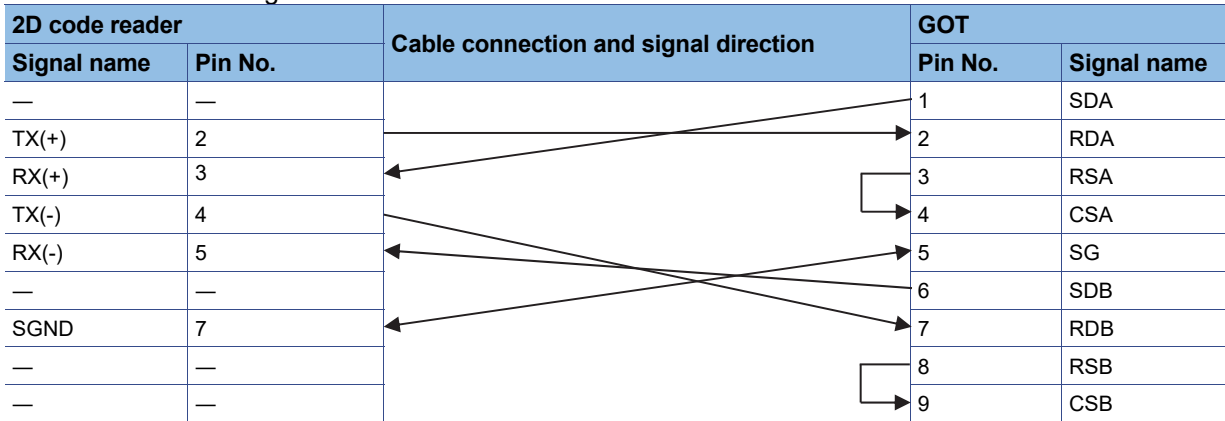 2D code reader Cable connection and signal direction GOT
Signal name Pin No. Pin No. Signal name
— — 1 SDA
TX(+) 2 2 RDA
RX(+) 3 3 RSA
TX(-) 4 4 CSA
RX(-) 5 5 SG
— — 6 SDB
SGND 7 7 RDB
— — 8 RSB
— — 9 CSB